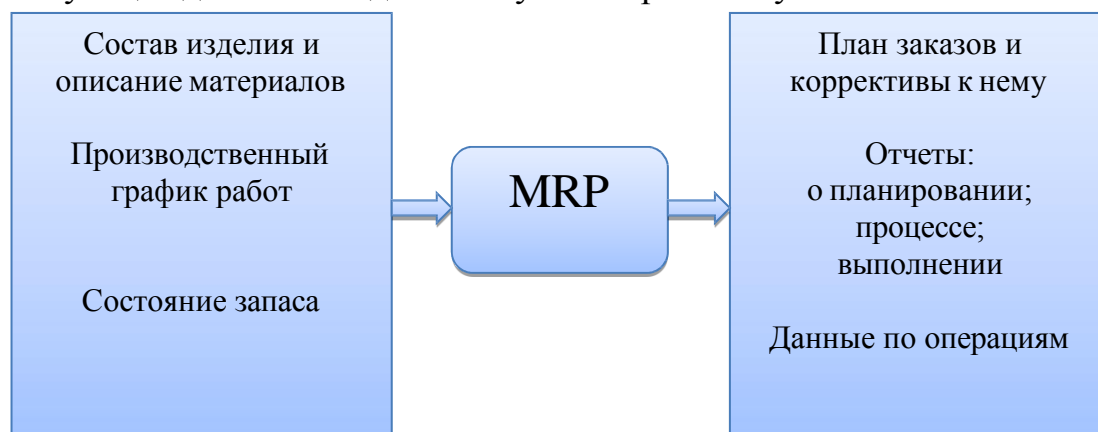 Состав изделия и
описание материалов
Производственный
график работ
Состояние запаса
MRP
План заказов и
коррективы к нему
Отчеты:
о планировании;
процессе;
выполнении
Данные по операциям